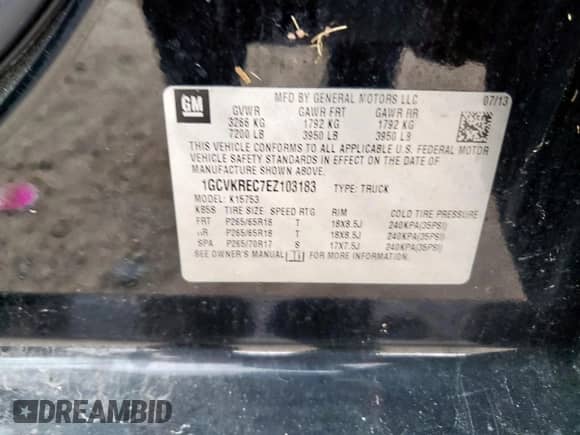 GM
MFD BY GENERAL MOTORS LLC 07/13
GVWR GAWR FRT GAWR RR
3266 KG 1792 KG 1792 KG
7200 LB 3950 LB 3950 LB
THIS VEHICLE CONFORMS TO ALL APPLICABLE U.S. FEDERAL MOTOR
VEHICLE SAFETY STANDARDS IN EFFECT ON THE DATE OF
MANUFACTURE SHOWN ABOVE.
1GCVKREC7EZ103183 TYPE: TRUCK
MODEL: K15753
K85S TIRE SIZE SPEED RTG RIM COLD TIRE PRESSURE
FRT P265/65R18 T 18X8.5J 240KPA(35PSI)
RR P265/65R18 T 18X8.5J 240KPA(35PSI)
SPA P265/70R17 S 17X7.5J 240KPA(35PSI)
SEE OWNER'S MANUAL FOR MORE INFORMATION.
DREAMBID